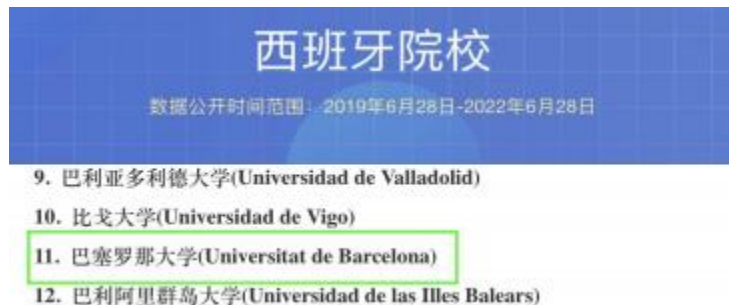 西班牙院校
数据公开时间范围：2019年6月28日-2022年6月28日
9. 巴利亚多利德大学(Universidad de Valladolid)
10. 比戈大学(Universidad de Vigo)
11. 巴塞罗那大学(Universitat de Barcelona)
12. 巴利阿里群岛大学(Universidad de las Illes Balears)